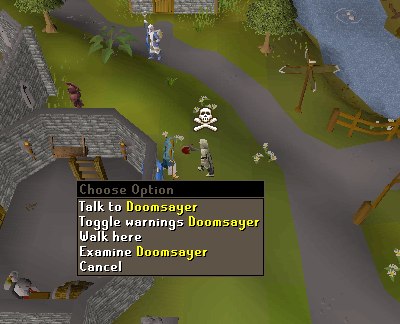 Choose Option
Talk to Doomsayer
Toggle warnings Doomsayer
Walk here
Examine Doomsayer
Cancel